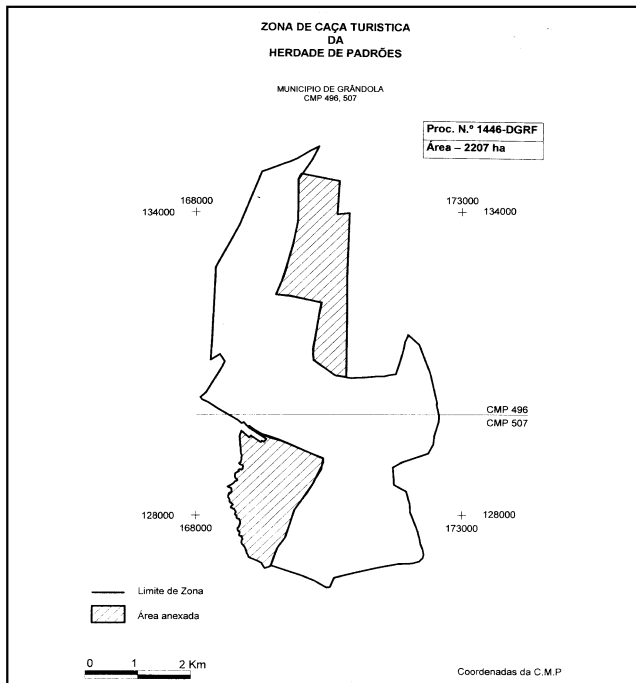 ZONA DE CAÇA TURISTICA
DA
HERDADE DE PADRÕES
MUNICIPIO DE GRÂNDOLA
CMP 496, 507
Proc. N.º 1446-DGRF
Área – 2207 ha
168000
134000
173000
134000
CMP 496
CMP 507
128000
168000
128000
173000
Limite de Zona
Área anexada
0 1 2 Km
Coordenadas da C.M.P